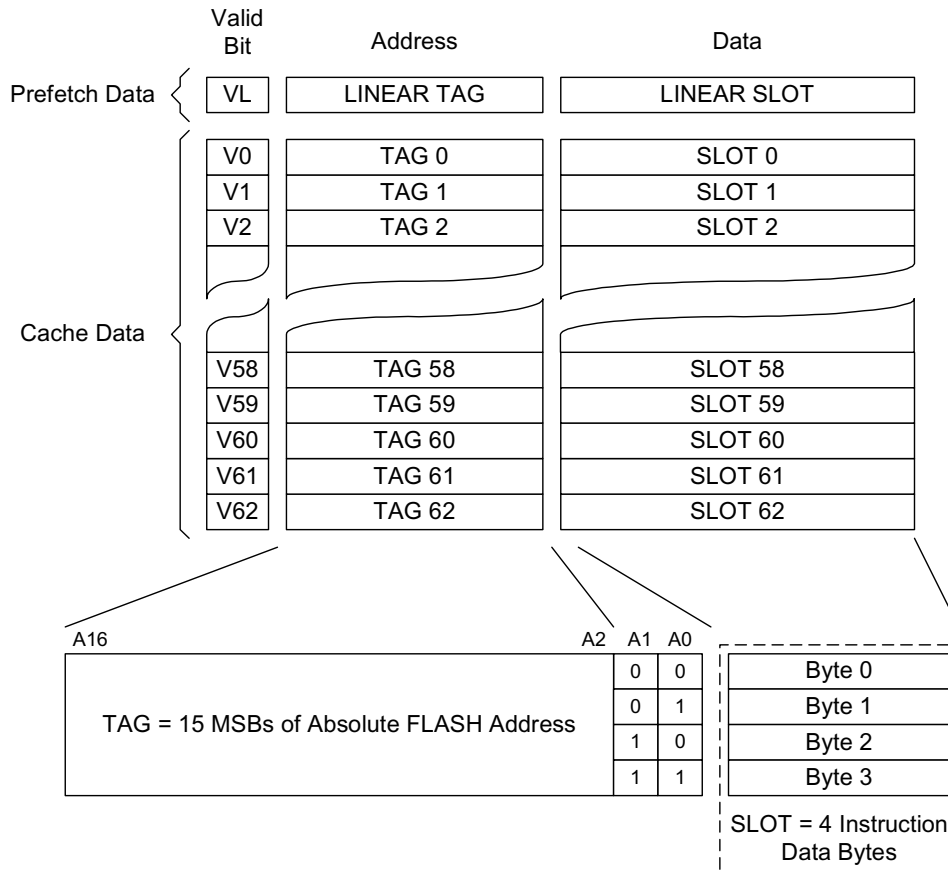 Valid
Bit
Address
Data
Prefetch Data
VL
LINEAR TAG
LINEAR SLOT
V0
TAG 0
SLOT 0
V1
TAG 1
SLOT 1
V2
TAG 2
SLOT 2
Cache Data
V58
TAG 58
SLOT 58
V59
TAG 59
SLOT 59
V60
TAG 60
SLOT 60
V61
TAG 61
SLOT 61
V62
TAG 62
SLOT 62
A16
A2
A1
A0
TAG = 15 MSBs of Absolute FLASH Address
0 0
Byte 0
0 1
Byte 1
1 0
Byte 2
1 1
Byte 3
SLOT = 4 Instruction
Data Bytes